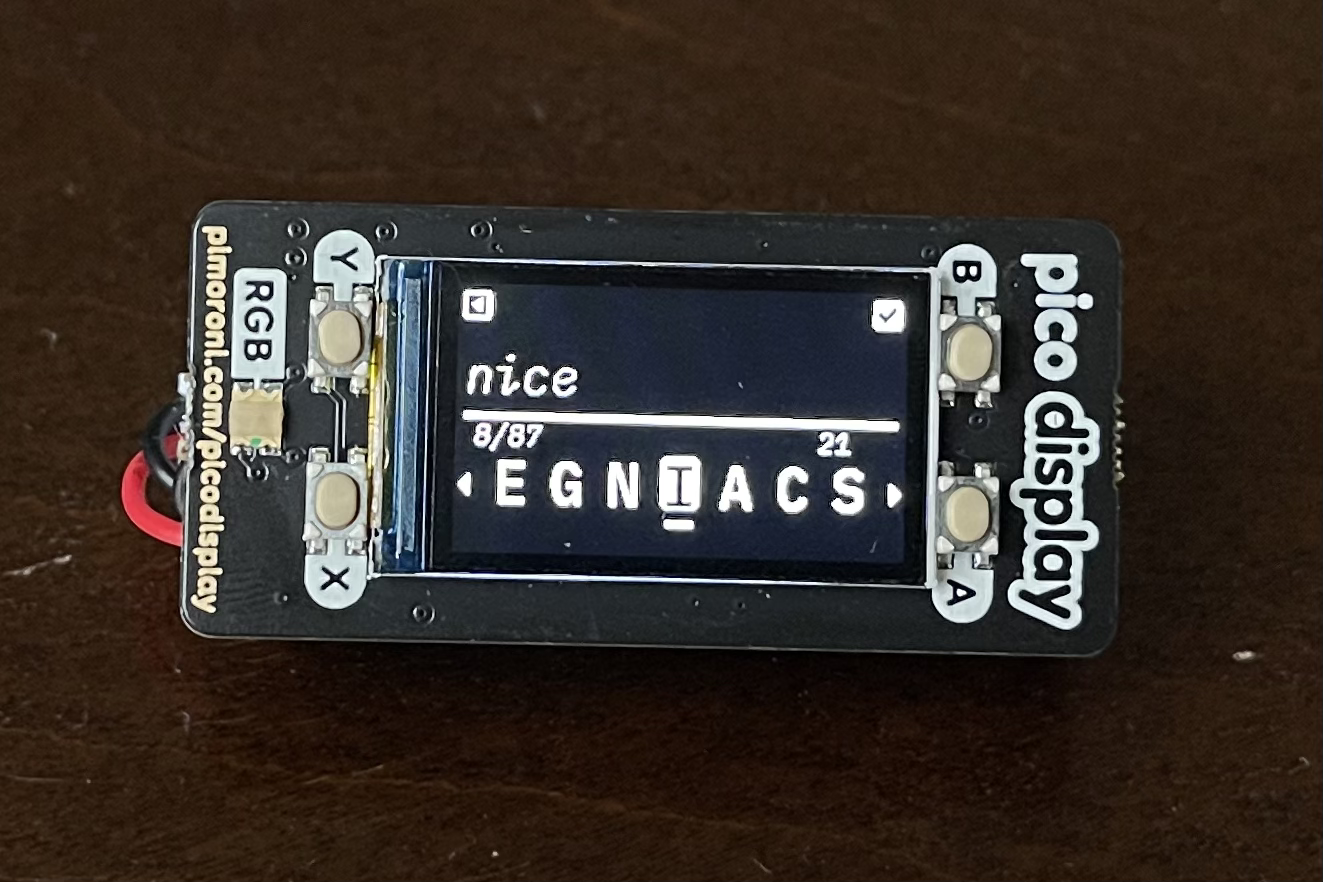 pimoroni.com/picodisplay
RGB
Y
X
nice
8/87 21
E G N I A C S
B
A
pico display